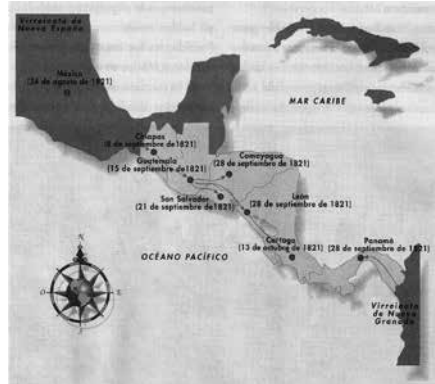 Virreinato de
Nueva España
México
(24 de agosto de 1821)
MAR CARIBE
Chiapas
(8 de septiembre de 1821)
Guatemala
(15 de septiembre 1821)
Comayagua
(28 de septiembre de 1821)
San Salvador
(21 de septiembre de 1821)
León
(28 de septiembre de 1821)
Cartago
(13 de octubre de 1821)
Panamá
(28 de septiembre de 1821)
OCÉANO PACÍFICO
O
E
S
Virreinato
de Nueva
Granada